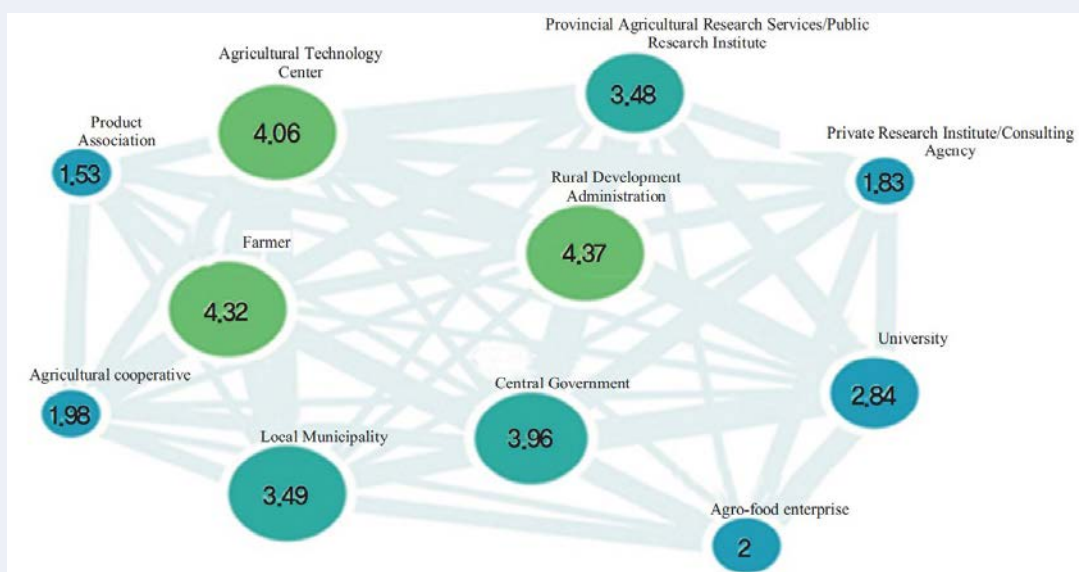 Provincial Agricultural Research Services/Public
Research Institute
3.48
Agricultural Technology
Center
4.06
Product
Association
1.53
Private Research Institute/Consulting
Agency
1.83
Rural Development
Administration
4.37
Farmer
4.32
University
2.84
Agricultural cooperative
1.98
Central Government
3.96
Local Municipality
3.49
Agro-food enterprise
2